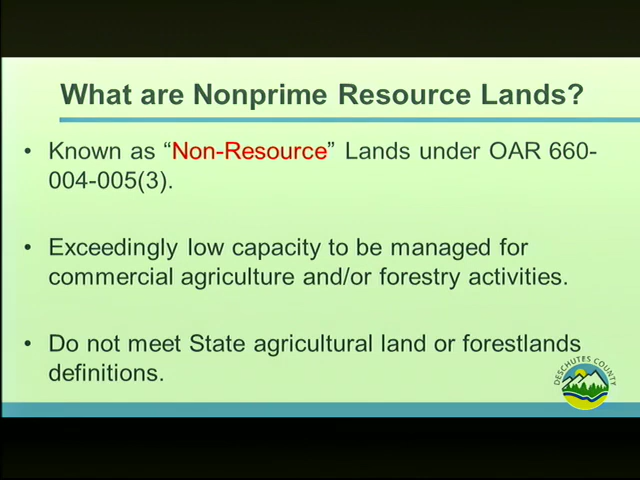 What are Nonprime Resource Lands?
• Known as “Non-Resource” Lands under OAR 660-
004-005(3).
• Exceedingly low capacity to be managed for
commercial agriculture and/or forestry activities.
• Do not meet State agricultural land or forestlands
definitions.
DESCHUTES COUNTY